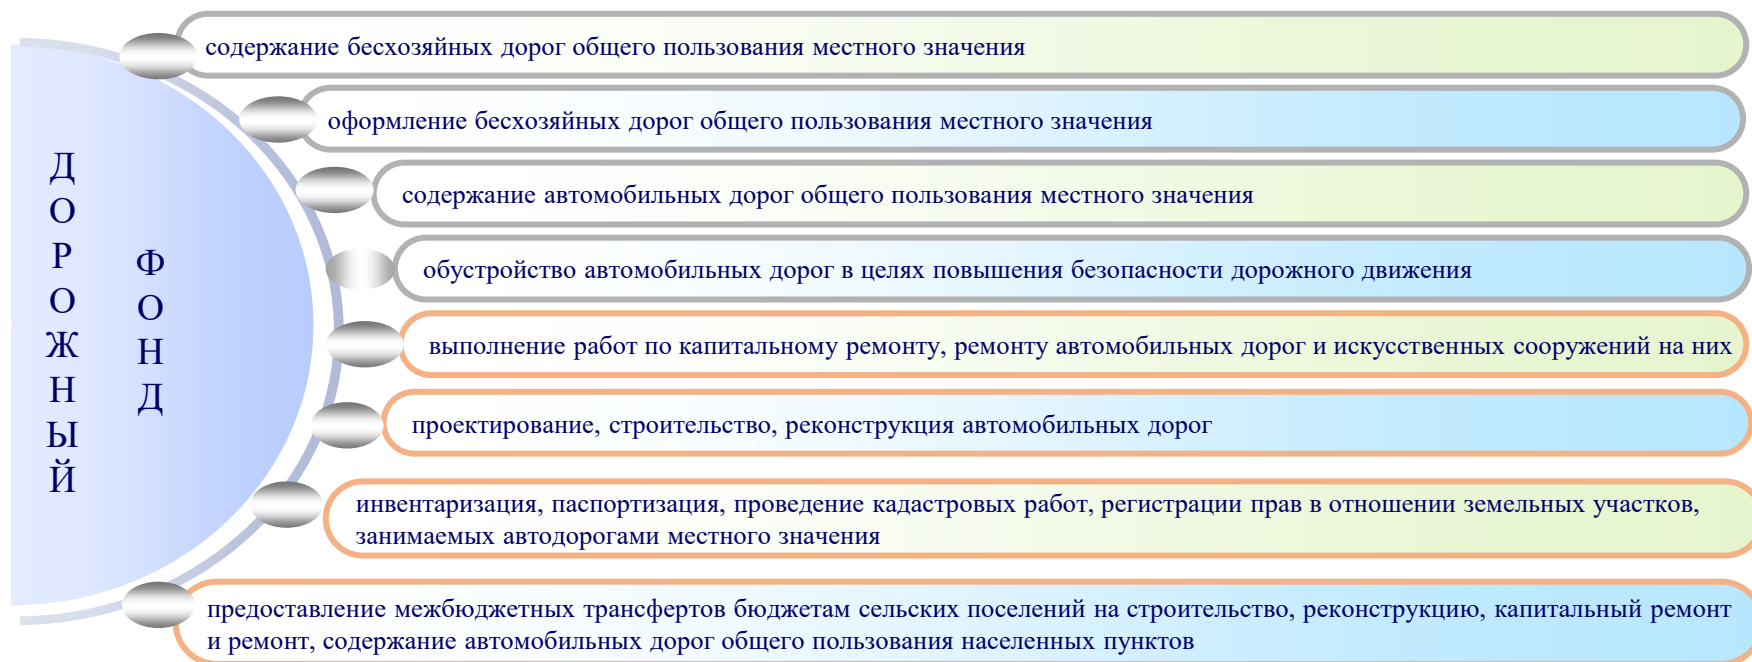 ДОРОЖНЫЙ
ФОНД
содержание бесхозяйных дорог общего пользования местного значения
оформление бесхозяйных дорог общего пользования местного значения
содержание автомобильных дорог общего пользования местного значения
обустройство автомобильных дорог в целях повышения безопасности дорожного движения
выполнение работ по капитальному ремонту, ремонту автомобильных дорог и искусственных сооружений на них
проектирование, строительство, реконструкция автомобильных дорог
инвентаризация, паспортизация, проведение кадастровых работ, регистрации прав в отношении земельных участков,
занимаемых автодорогами местного значения
предоставление межбюджетных трансфертов бюджетам сельских поселений на строительство, реконструкцию, капитальный ремонт
и ремонт, содержание автомобильных дорог общего пользования населенных пунктов